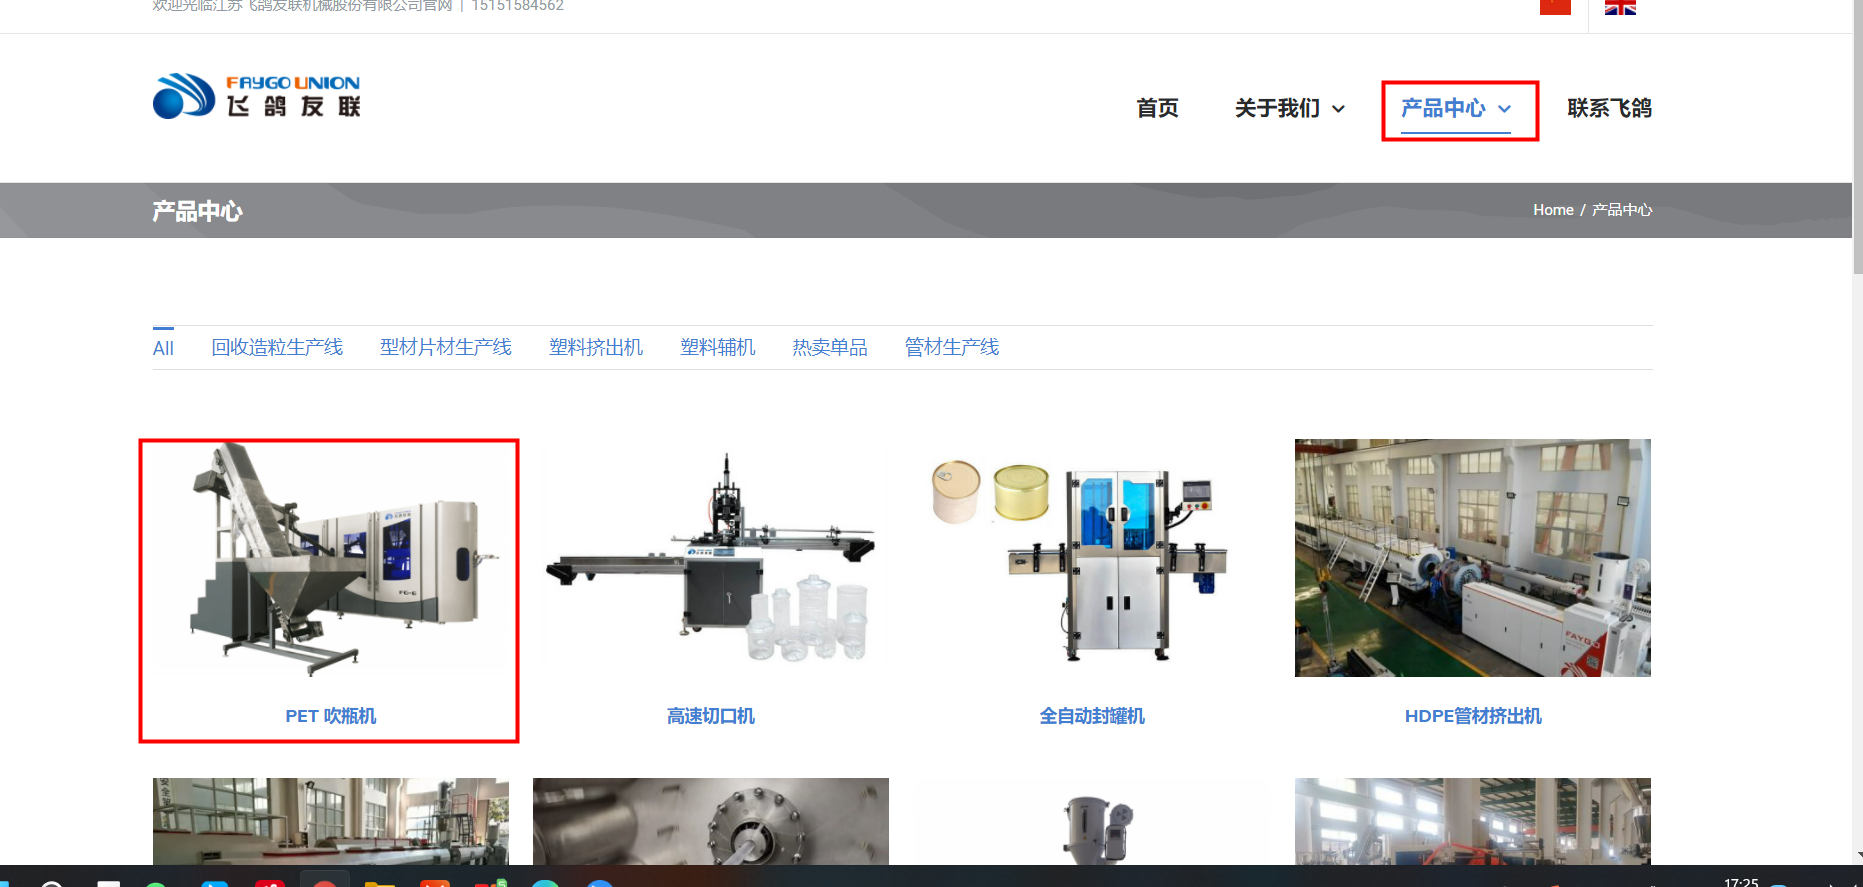 欢迎光临江苏飞鸽友联机械股份有限公司官网 | 15151584562
FAYGO UNION
飞鸽友联
首页 关于我们 产品中心 联系飞鸽
产品中心
Home / 产品中心
All 回收造粒生产线 型材片材生产线 塑料挤出机 塑料辅机 热卖单品 管材生产线
FG-6
FAYGO
PET 吹瓶机
高速切口机
全自动封罐机
HDPE管材挤出机
17:25